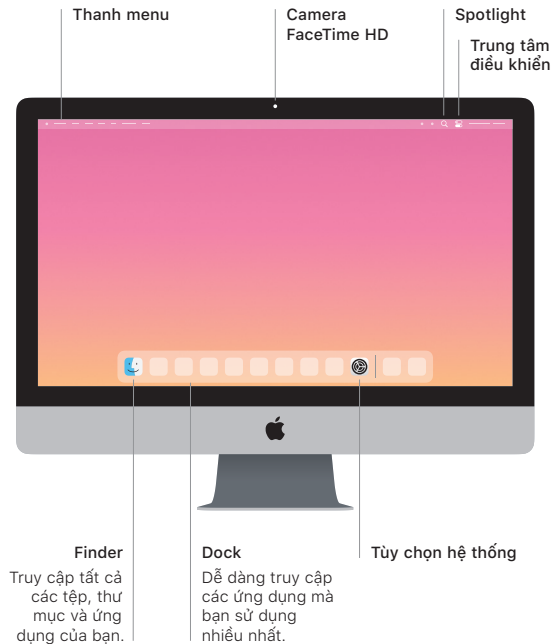 Thanh menu
Camera
FaceTime HD
Spotlight
Trung tâm
điều khiển
Finder
Truy cập tất cả
các tệp, thư
mục và ứng
dụng của bạn.
Dock
Dễ dàng truy cập
các ứng dụng mà
bạn sử dụng
nhiều nhất.
Tùy chọn hệ thống